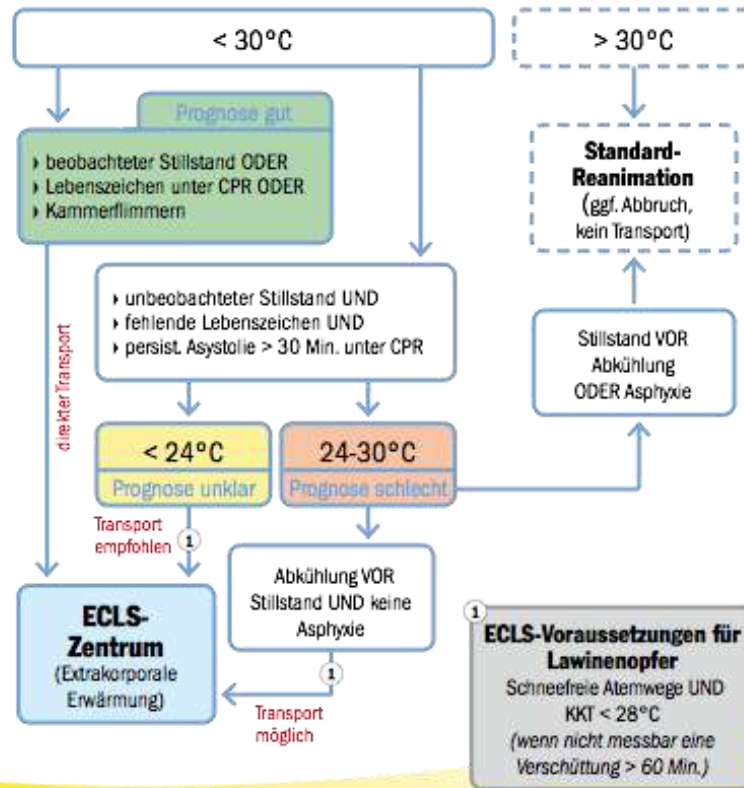 < 30°C
> 30°C
Prognose gut
▸ beobachteter Stillstand ODER
▸ Lebenszeichen unter CPR ODER
▸ Kammerflimmern
Standard-
Reanimation
(ggf. Abbruch,
kein Transport)
▸ unbeobachteter Stillstand UND
▸ fehlende Lebenszeichen UND
▸ persist. Asystolie > 30 Min. unter CPR
Stillstand VOR
Abkühlung
ODER Asphyxie
direkter Transport
< 24°C
Prognose unklar
24-30°C
Prognose schlecht
Transport
empfohlen
1
Abkühlung VOR
Stillstand UND keine
Asphyxie
ECLS-
Zentrum
(Extrakorporale
Erwärmung)
1
Transport
möglich
1
ECLS-Voraussetzungen für
Lawinenopfer
Schneefreie Atemwege UND
KKT < 28°C
(wenn nicht messbar eine
Verschüttung > 60 Min.)